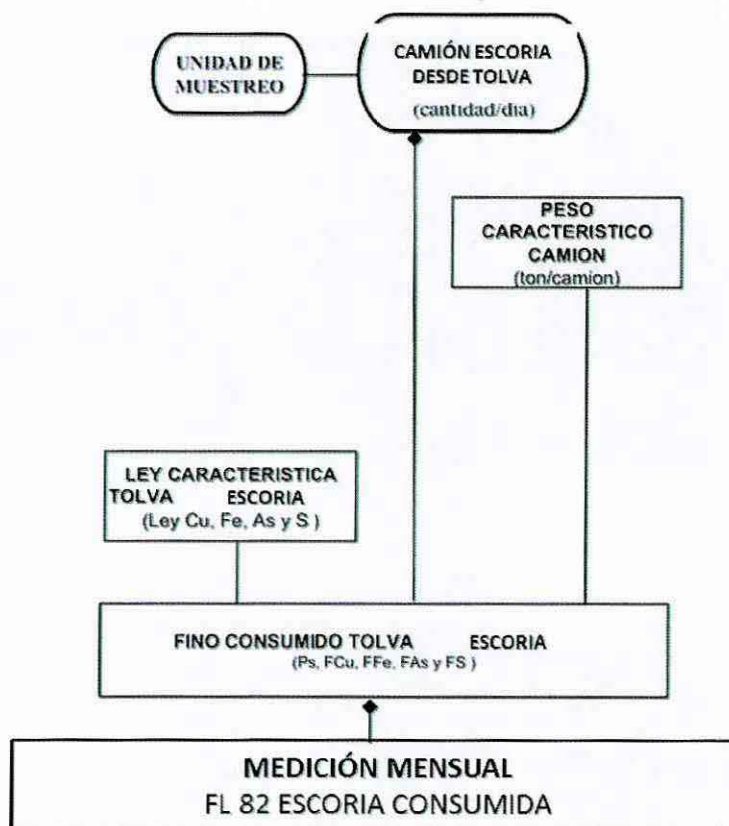 UNIDAD DE
MUESTREO
CAMIÓN ESCORIA
DESDE TOLVA
(cantidad/dia)
PESO
CARACTERISTICO
CAMION
(ton/camion)
LEY CARACTERISTICA
TOLVA ESCORIA
(Ley Cu, Fe, As y S )
FINO CONSUMIDO TOLVA ESCORIA
(Ps, FCu, FFe, FAs y FS )
MEDICIÓN MENSUAL
FL 82 ESCORIA CONSUMIDA